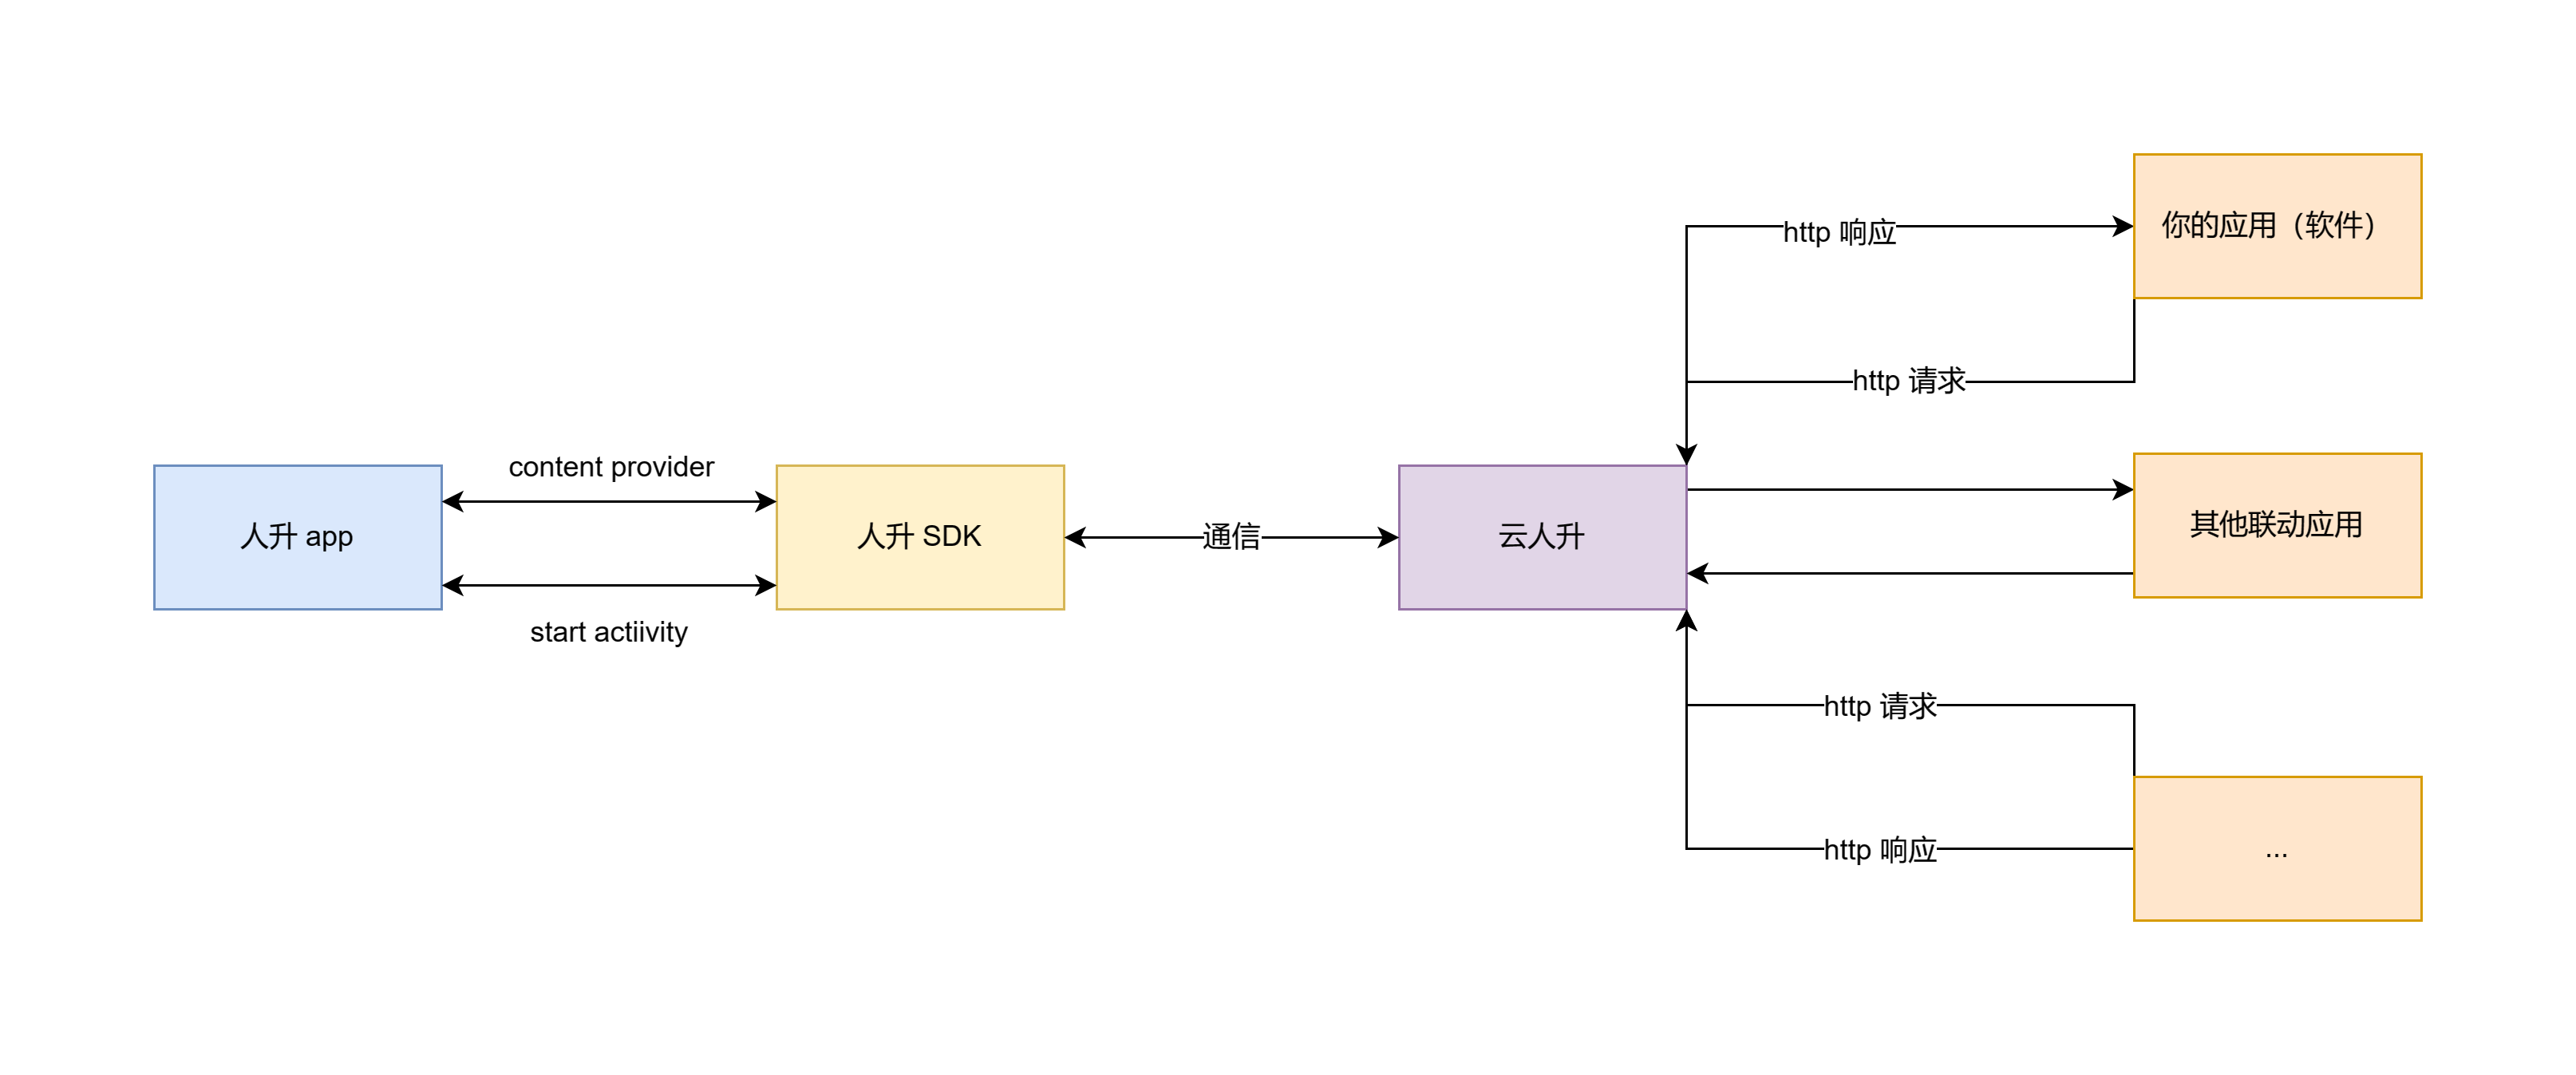 人升 app
content provider
start actiivity
人升 SDK
通信
云人升
http 响应
http 请求
你的应用（软件）
其他联动应用
http 请求
http 响应
...